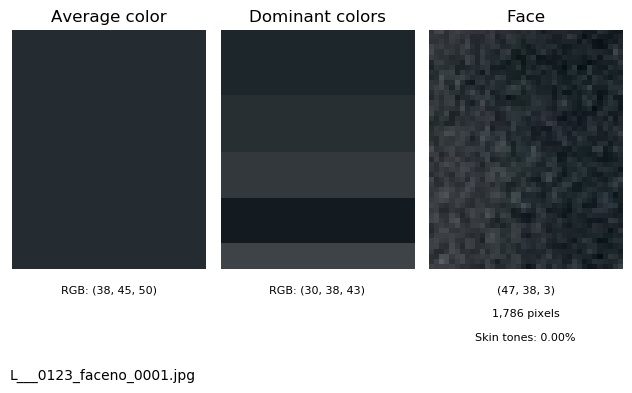 Average color
Dominant colors
Face
RGB: (38, 45, 50)
RGB: (30, 38, 43)
(47, 38, 3)
1,786 pixels
Skin tones: 0.00%
L___0123_faceno_0001.jpg